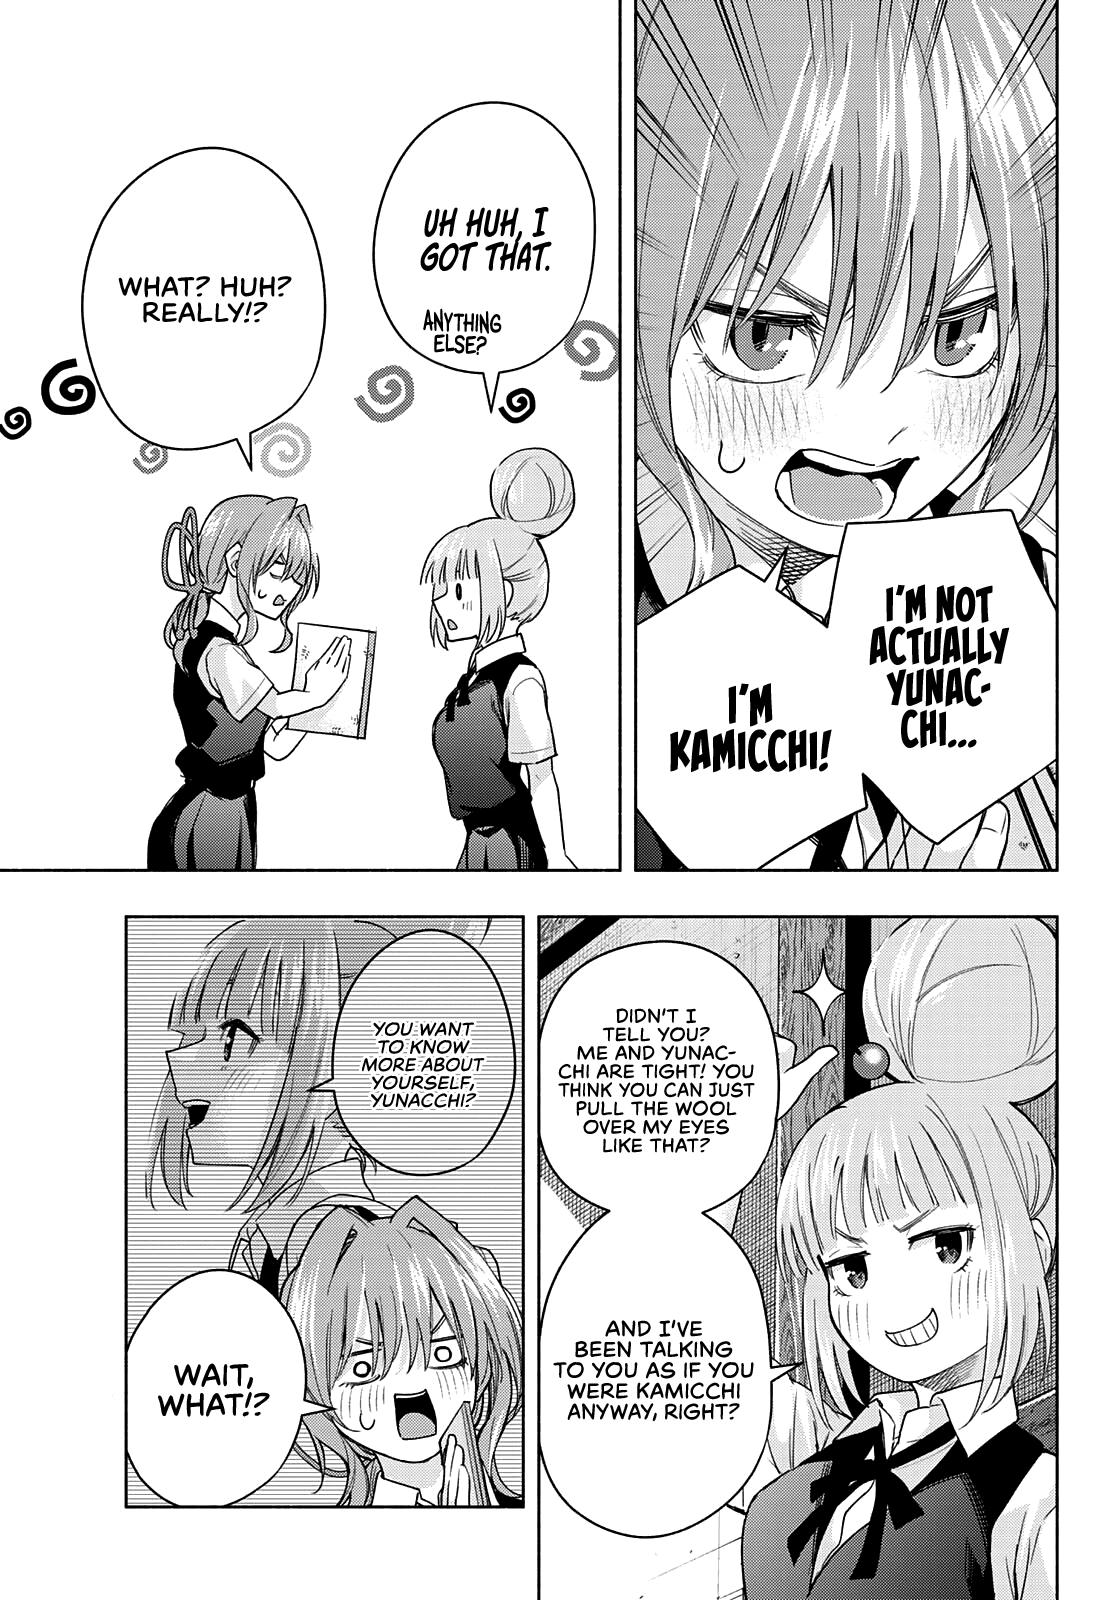 I'M NOT
ACTUALLY
YUNAC-
CHI...
I'M
KAMICCHI!
UH HUH, I
GOT THAT.
ANYTHING
ELSE?
WHAT? HUH?
REALLY!?
DIDN'T I
TELL YOU?
ME AND YUNAC-
CHI ARE TIGHT! YOU
THINK YOU CAN JUST
PULL THE WOOL
OVER MY EYES
LIKE THAT?
AND I'VE
BEEN TALKING
TO YOU AS IF YOU
WERE KAMICCHI
ANYWAY, RIGHT?
YOU WANT
TO KNOW
MORE ABOUT
YOURSELF,
YUNACCHI?
WAIT,
WHAT!?